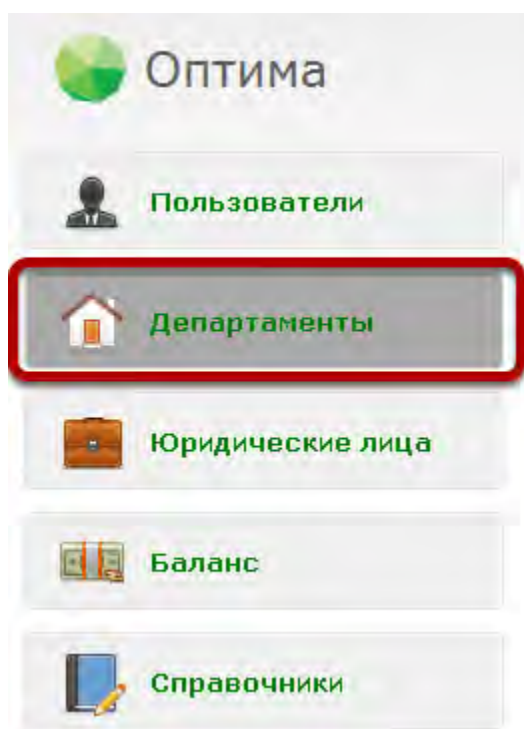 Оптима
Пользователи
Департаменты
Юридические лица
Баланс
Справочники